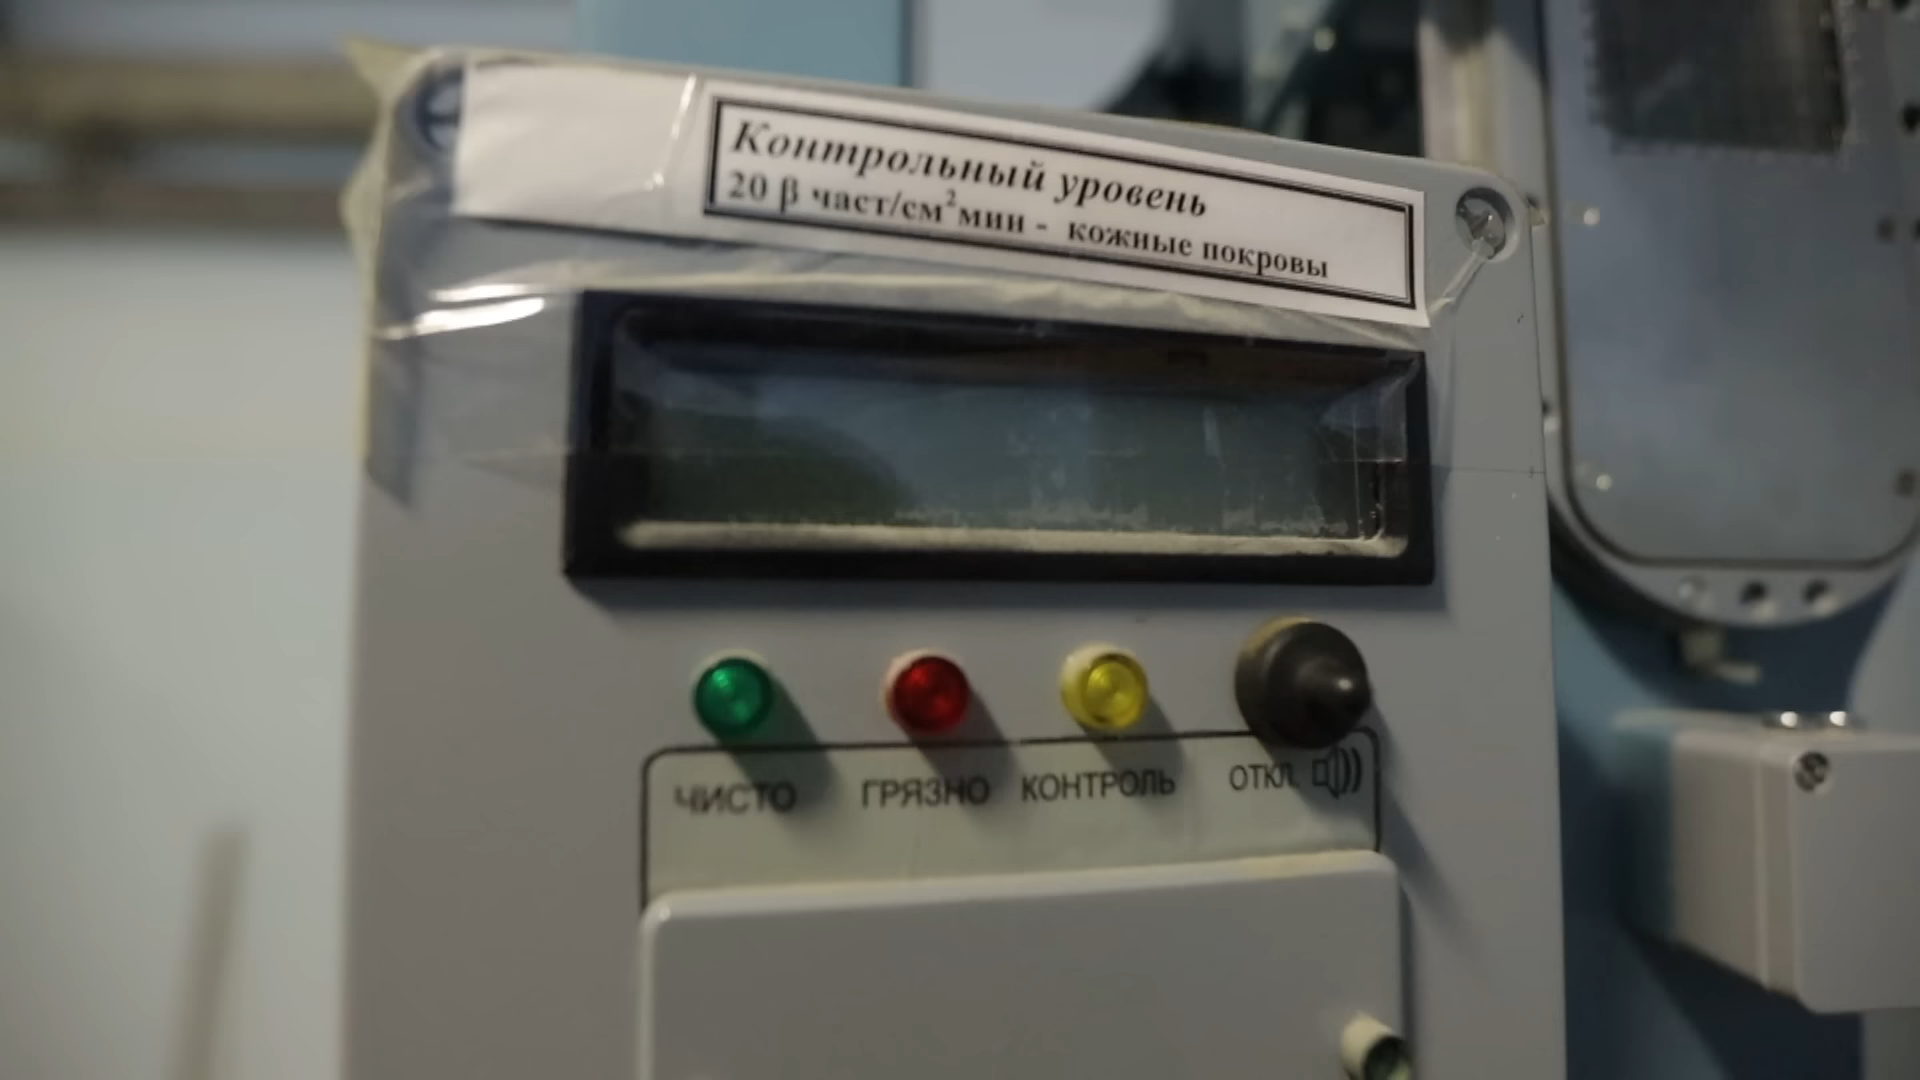 Контрольный уровень
20 β част/см²мин - кожные покровы
ЧИСТО ГРЯЗНО КОНТРОЛЬ ОТКЛ.